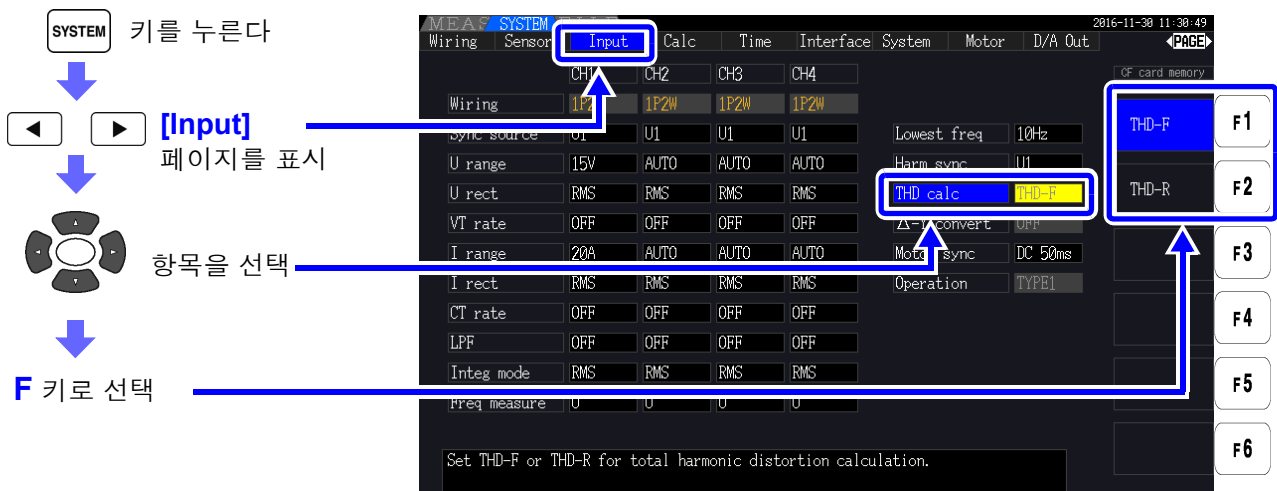 SYSTEM 키를 누른다
[Input]
페이지를 표시
항목을 선택
F 키로 선택
MEAS SYSTEM 2016-11-30 11:30:49
Wiring Sensor Input Calc Time Interface System Motor D/A Out PAGE
CH1 CH2 CH3 CH4 CF card memory
Wiring 1P2W 1P2W 1P2W
Sync source U1 U1 U1 U1 Lowest freq 10Hz
U range 15V AUTO AUTO AUTO Harm sync U1
U rect RMS RMS RMS RMS THD calc THD-F
VT rate OFF OFF OFF OFF Δ-Y convert OFF
I range 20A AUTO AUTO AUTO Motor sync DC 50ms
I rect RMS RMS RMS RMS Operation TYPE1
CT rate OFF OFF OFF OFF
LPF OFF OFF OFF OFF
Integ mode RMS RMS RMS RMS
Freq measure U U U U
Set THD-F or THD-R for total harmonic distortion calculation.
THD-F F1
THD-R F2
F3
F4
F5
F6